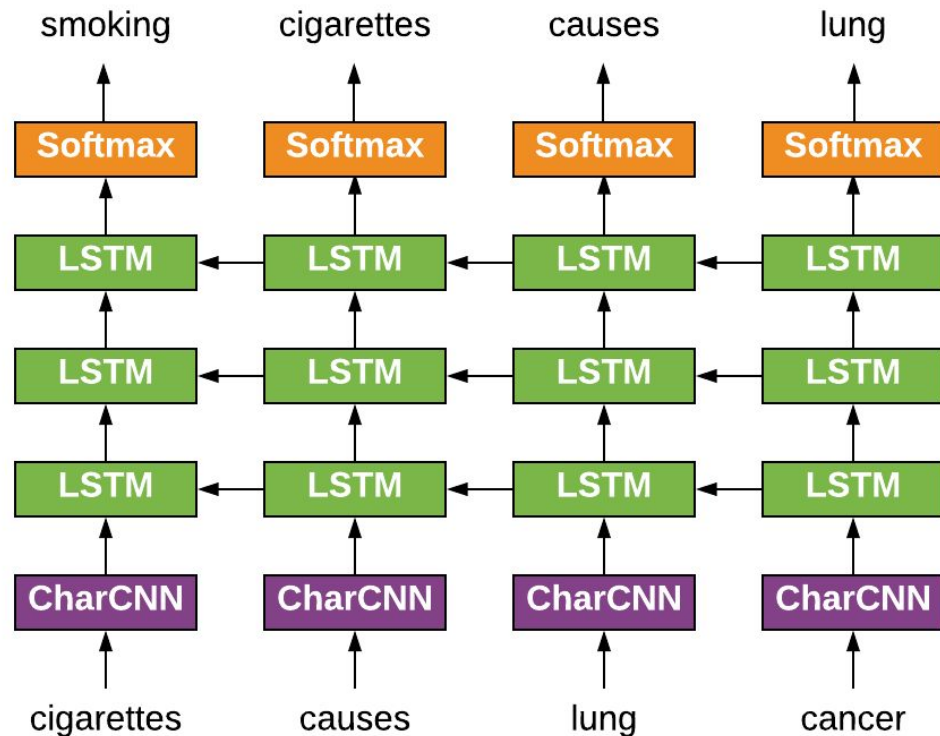 smoking cigarettes causes lung
Softmax Softmax Softmax Softmax
LSTM LSTM LSTM LSTM
LSTM LSTM LSTM LSTM
LSTM LSTM LSTM LSTM
CharCNN CharCNN CharCNN CharCNN
cigarettes causes lung cancer